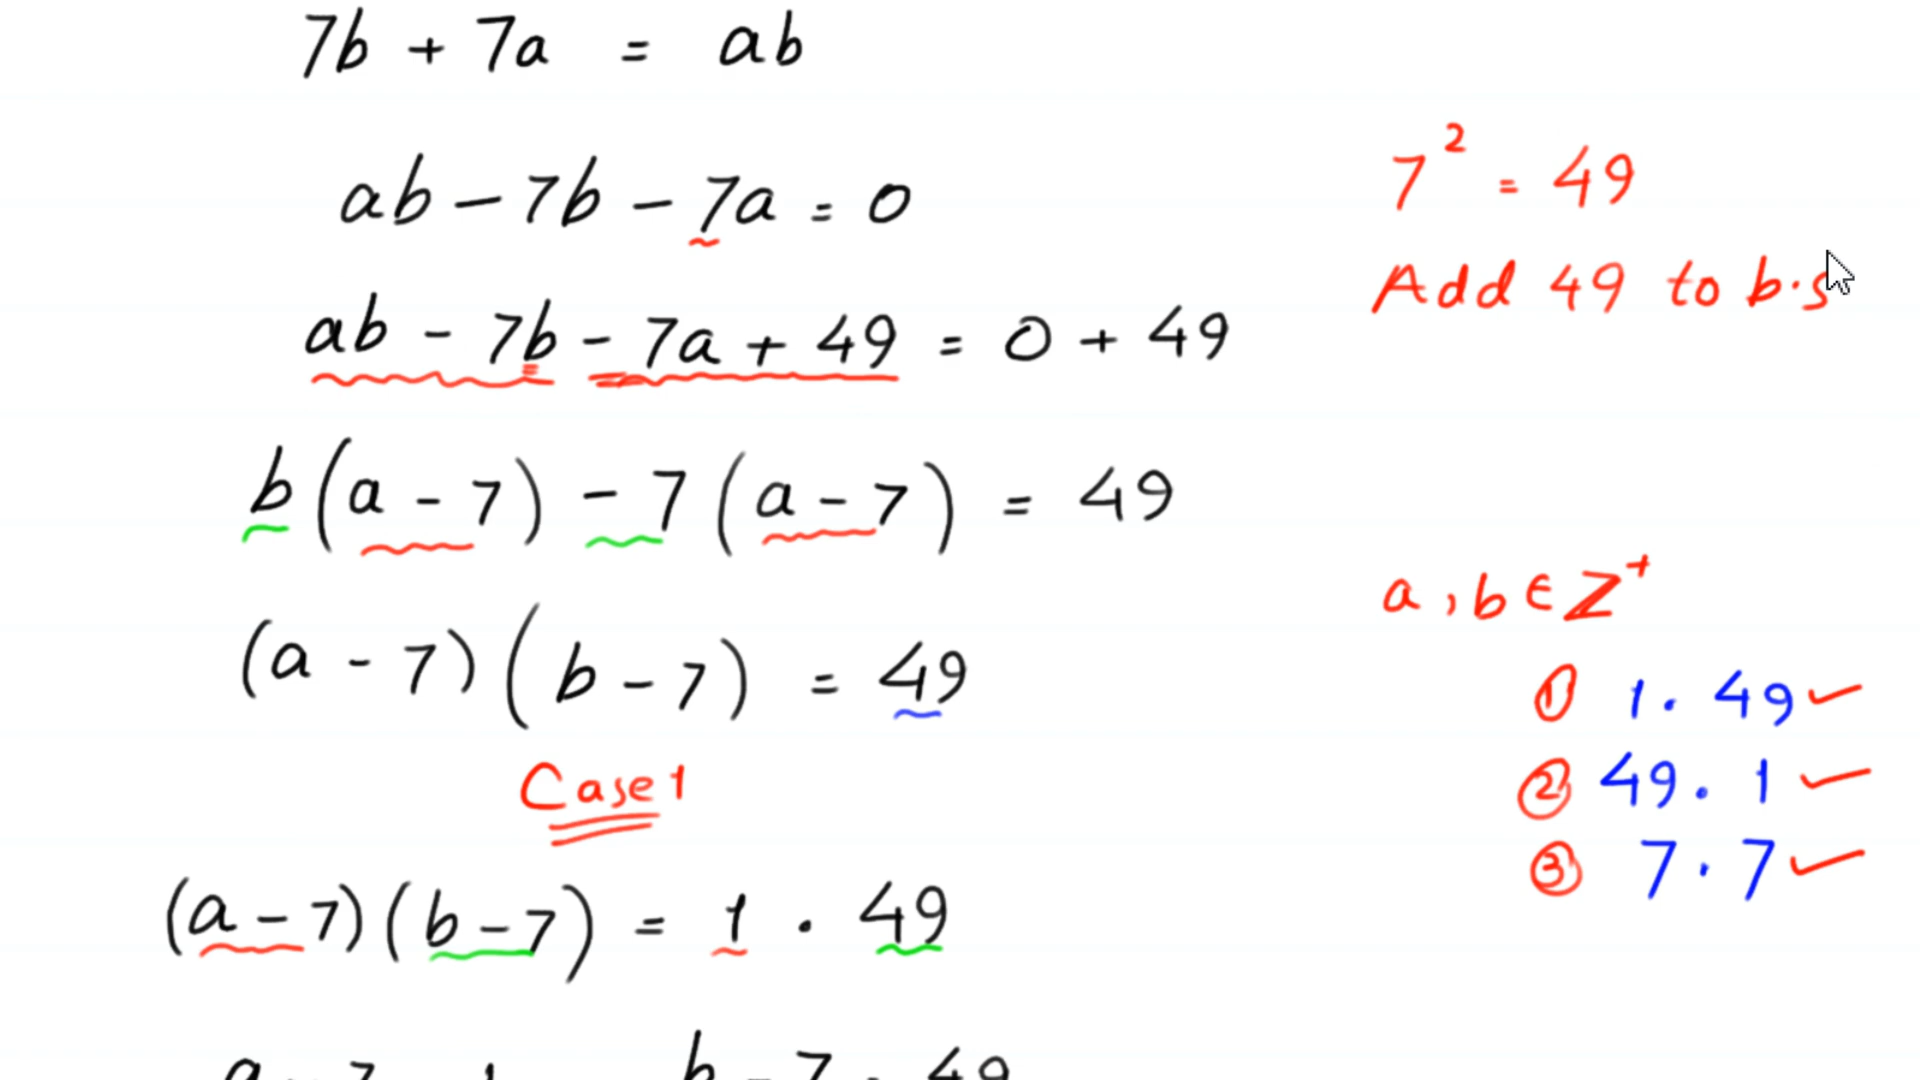 7b + 7a = ab
ab - 7b - 7a = 0
7² = 49
Add 49 to b.s
ab - 7b - 7a + 49 = 0 + 49
b(a - 7) - 7(a - 7) = 49
a, b ∈ Z⁺
(a - 7)(b - 7) = 49
① 1 . 49 ✓
② 49 . 1 ✓
③ 7 . 7 ✓
Case 1
(a - 7)(b - 7) = 1 . 49